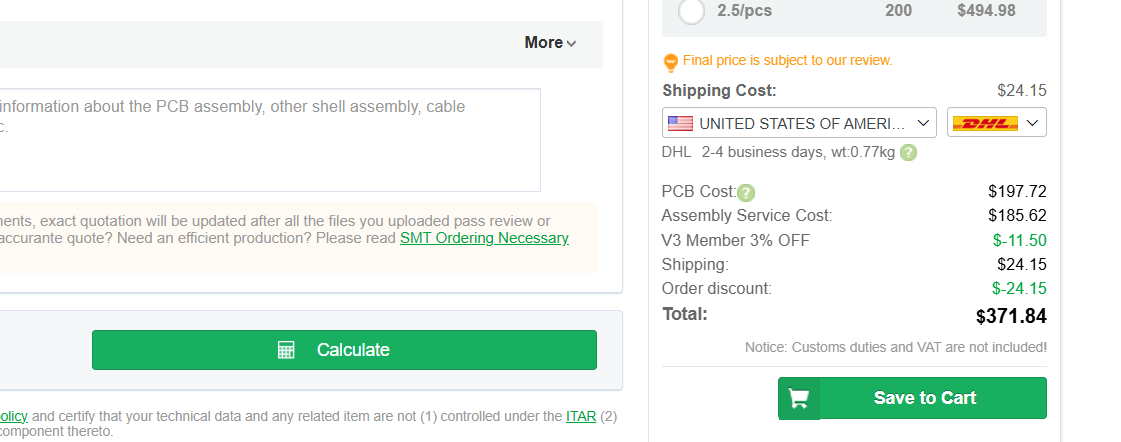 More
information about the PCB assembly, other shell assembly, cable
c.
ments, exact quotation will be updated after all the files you uploaded pass review or
accurante quote? Need an efficient production? Please read SMT Ordering Necessary
Calculate
policy and certify that your technical data and any related item are not (1) controlled under the ITAR (2)
component thereto.
2.5/pcs 200 $494.98
Final price is subject to our review.
Shipping Cost: $24.15
UNITED STATES OF AMERI... DHL
DHL 2-4 business days, wt:0.77kg ?
PCB Cost: ? $197.72
Assembly Service Cost: $185.62
V3 Member 3% OFF $-11.50
Shipping: $24.15
Order discount: $-24.15
Total: $371.84
Notice: Customs duties and VAT are not included!
Save to Cart